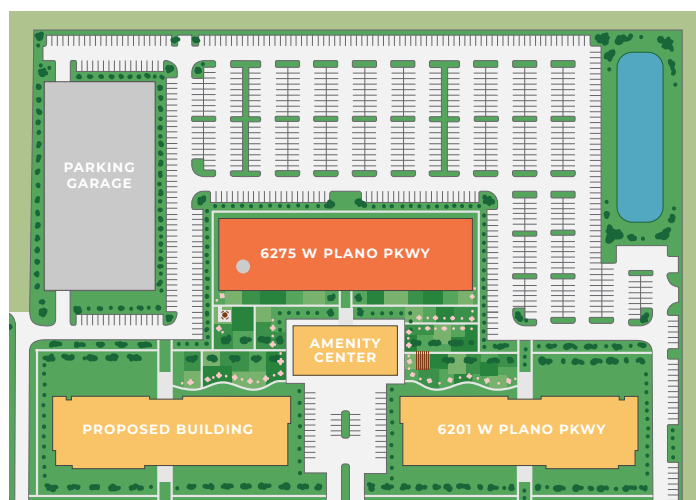 PARKING
GARAGE
6275 W PLANO PKWY
AMENITY
CENTER
PROPOSED BUILDING
6201 W PLANO PKWY